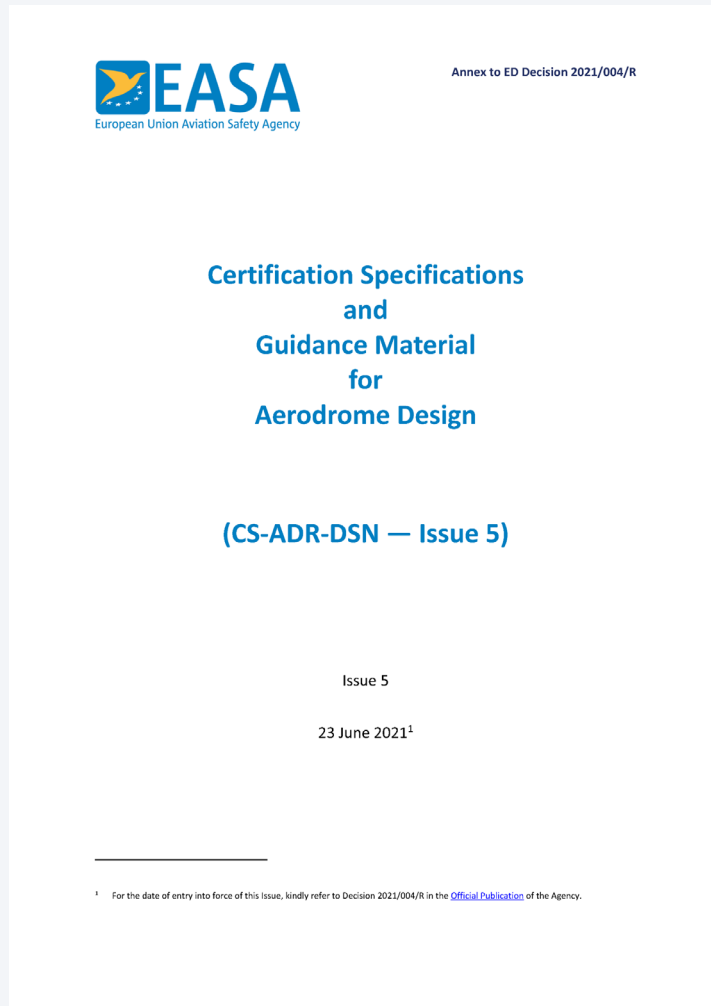 EASA
European Union Aviation Safety Agency
Annex to ED Decision 2021/004/R
Certification Specifications
and
Guidance Material
for
Aerodrome Design
(CS-ADR-DSN — Issue 5)
Issue 5
23 June 2021¹
¹ For the date of entry into force of this Issue, kindly refer to Decision 2021/004/R in the Official Publication of the Agency.